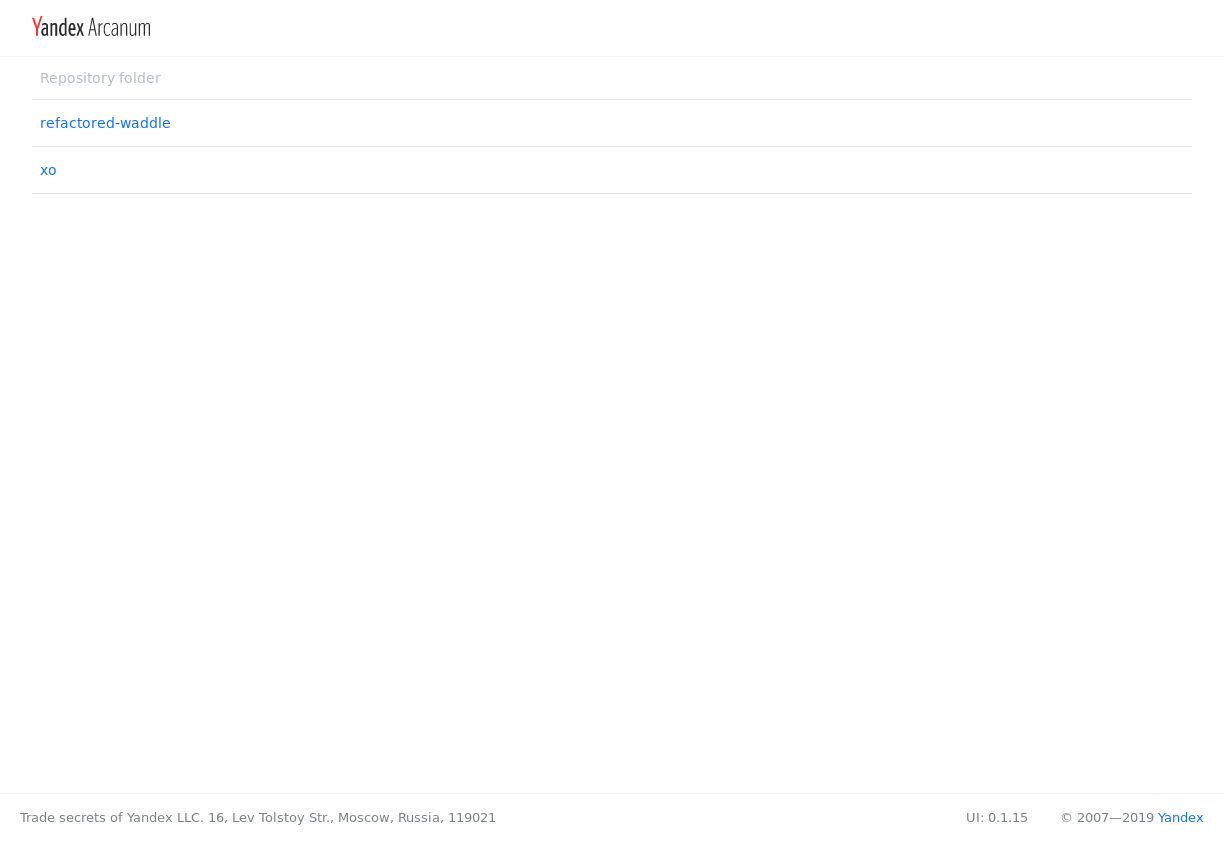 Yandex Arcanum
Repository folder
refactored-waddle
xo
Trade secrets of Yandex LLC. 16, Lev Tolstoy Str., Moscow, Russia, 119021
UI: 0.1.15
© 2007—2019 Yandex